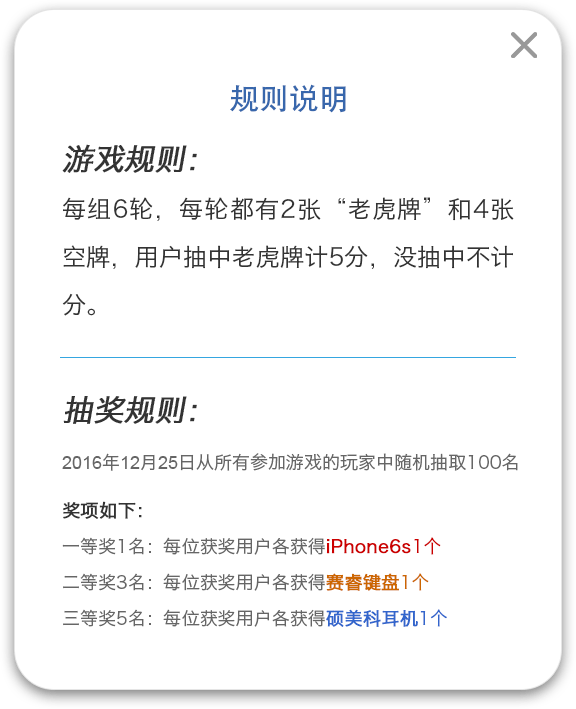 规则说明
游戏规则：
每组6轮，每轮都有2张“老虎牌”和4张
空牌，用户抽中老虎牌计5分，没抽中不计
分。
抽奖规则：
2016年12月25日从所有参加游戏的玩家中随机抽取100名
奖项如下：
一等奖1名：每位获奖用户各获得iPhone6s1个
二等奖3名：每位获奖用户各获得赛睿键盘1个
三等奖5名：每位获奖用户各获得硕美科耳机1个